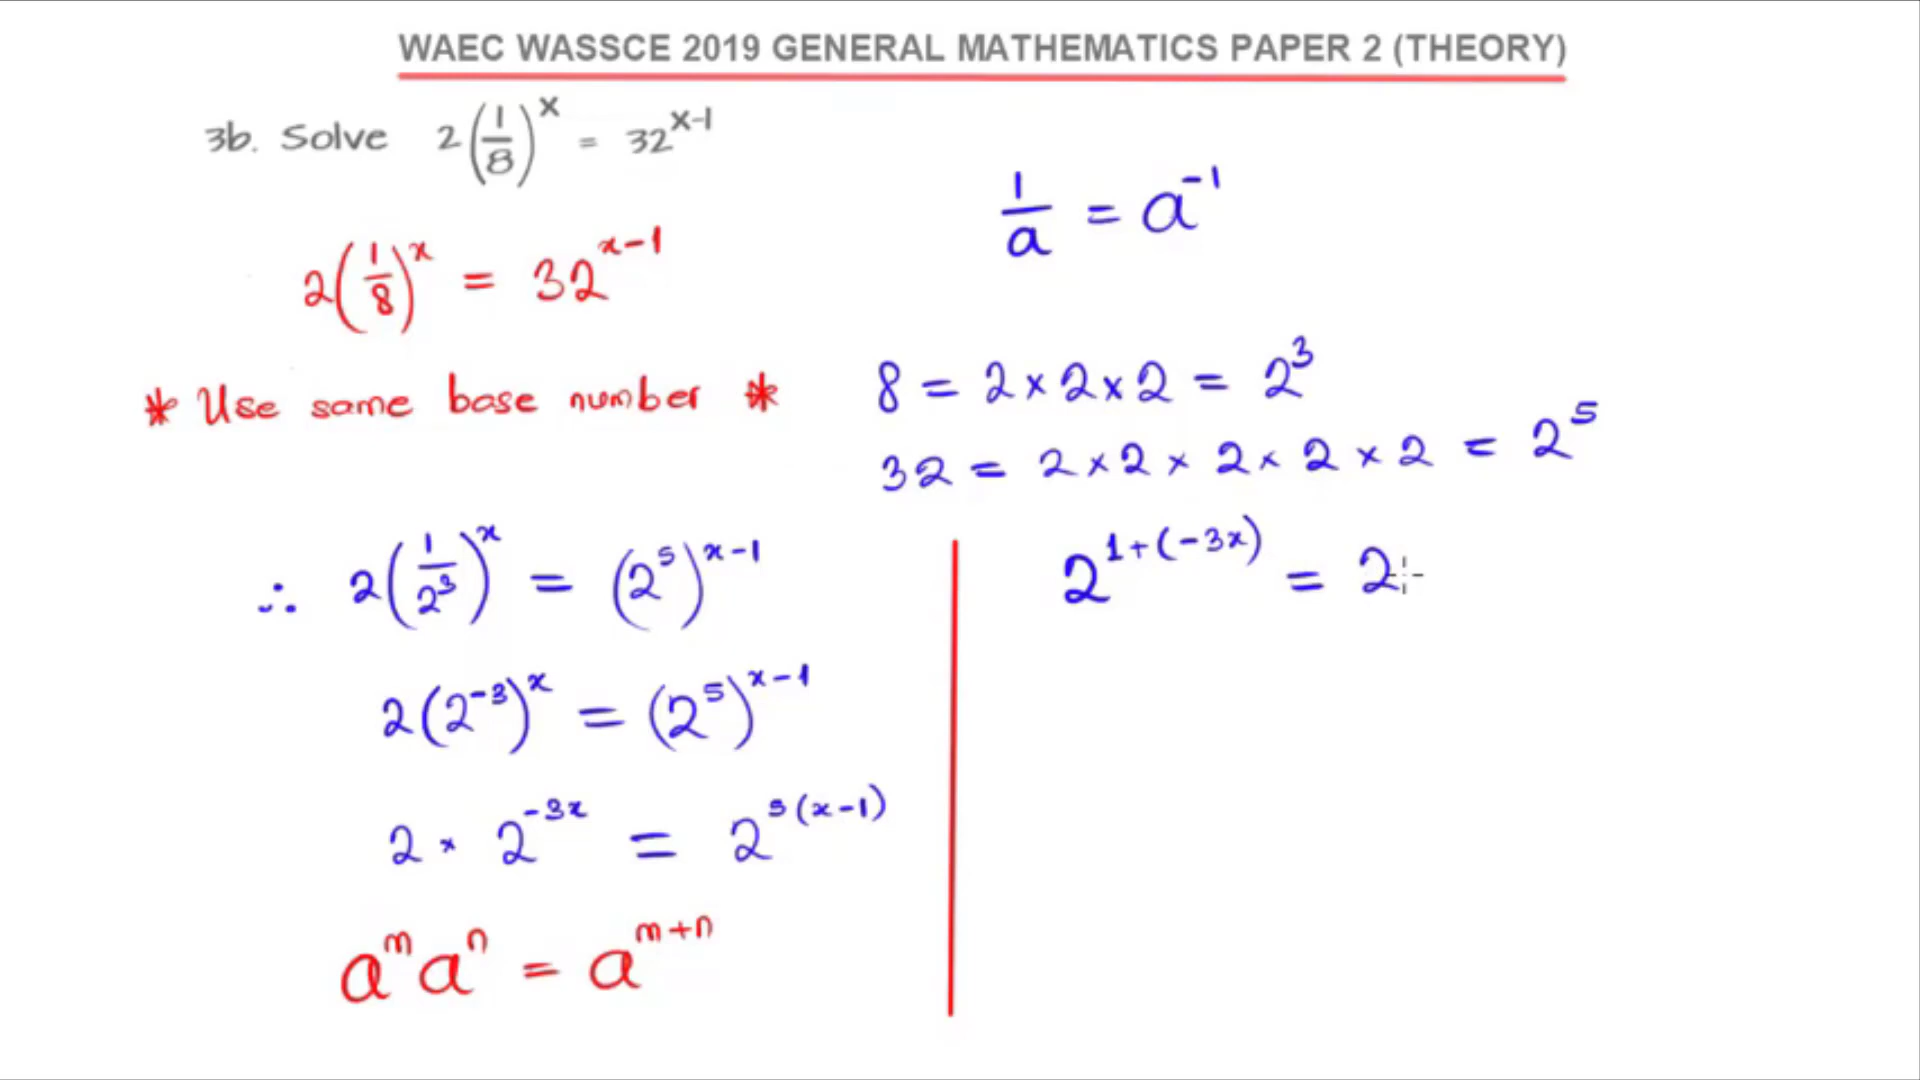 WAEC WASSCE 2019 GENERAL MATHEMATICS PAPER 2 (THEORY)
3b. Solve 2(1/8)^x = 32^(x-1)
2(1/8)^x = 32^(x-1)
* Use same base number *
∴ 2(1/2^3)^x = (2^5)^(x-1)
2(2^-3)^x = (2^5)^(x-1)
2 × 2^(-3x) = 2^(5(x-1))
a^m a^n = a^(m+n)
1/a = a^-1
8 = 2×2×2 = 2^3
32 = 2×2×2×2×2 = 2^5
2^(1+(-3x)) = 2